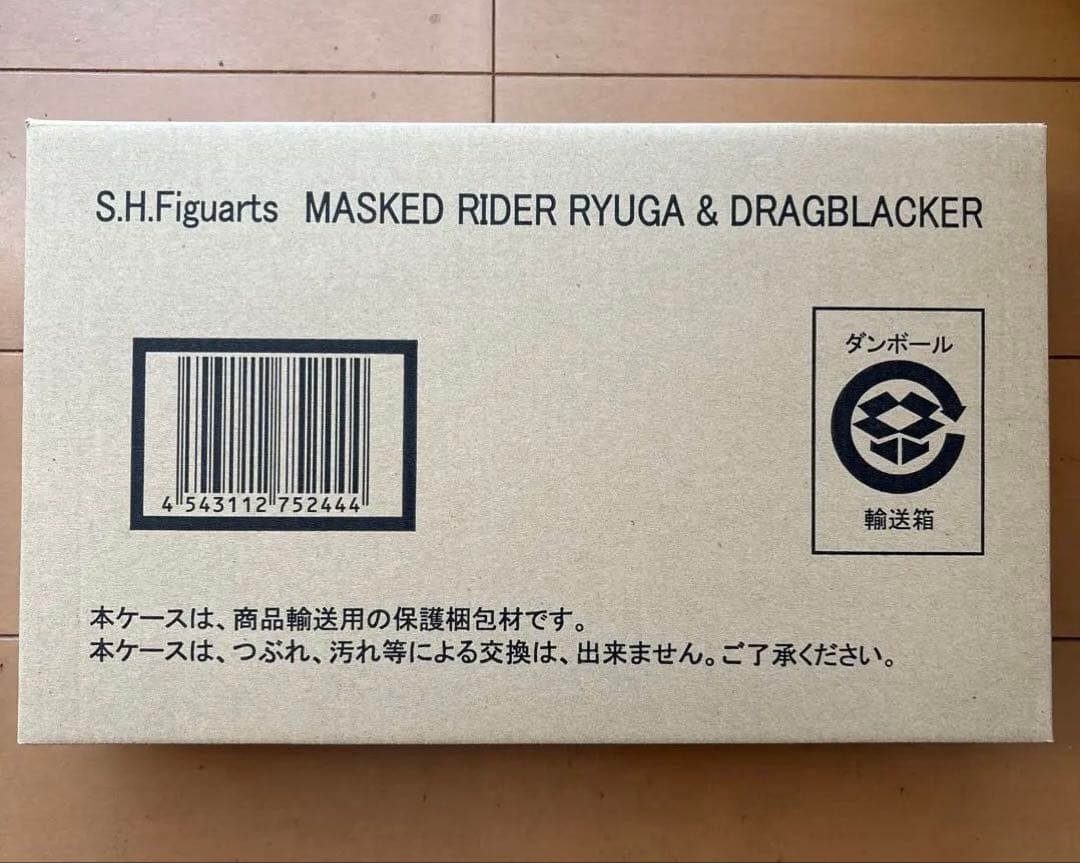 S.H.Figuarts MASKED RIDER RYUGA & DRAGBLACKER
ダンボール
輸送箱
4 543112 752444
本ケースは、商品輸送用の保護梱包材です。
本ケースは、つぶれ、汚れ等による交換は、出来ません。ご了承ください。